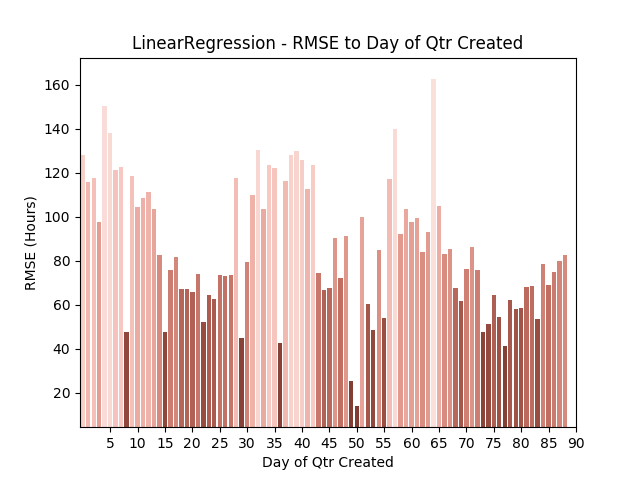 LinearRegression - RMSE to Day of Qtr Created
160
140
120
100
80
60
40
20
RMSE (Hours)
5 10 15 20 25 30 35 40 45 50 55 60 65 70 75 80 85 90
Day of Qtr Created